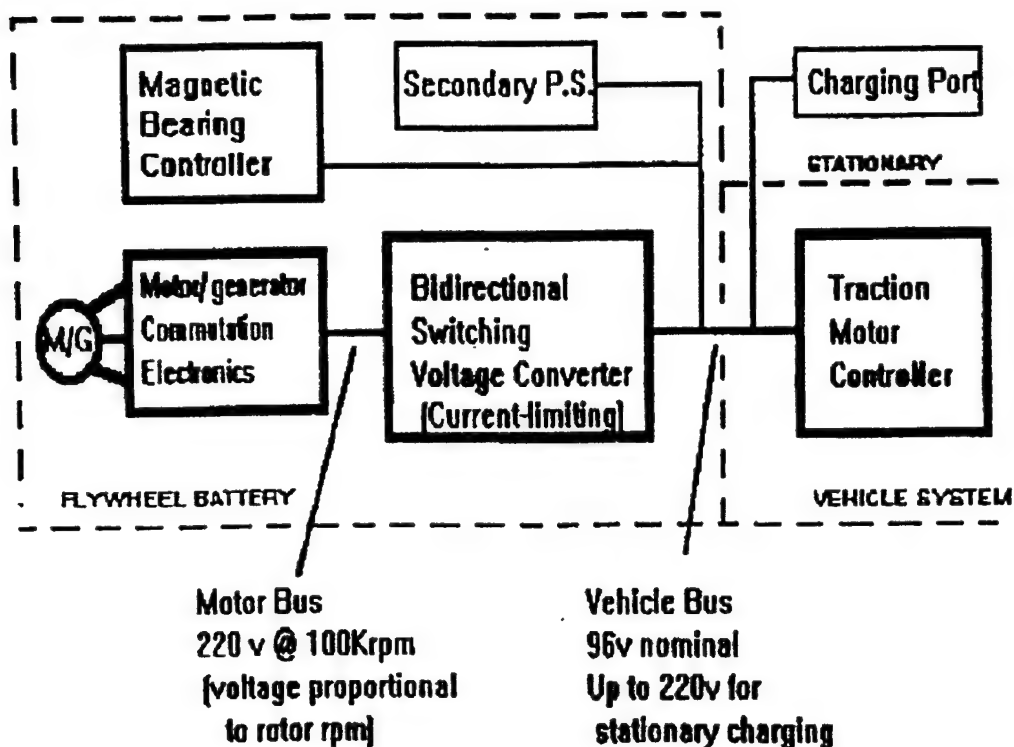 Magnetic
Bearing
Controller
Secondary P.S.
Charging Port
STATIONARY
M/G
Motor/generator
Commutation
Electronics
Bidirectional
Switching
Voltage Converter
(Current-limiting)
Traction
Motor
Controller
FLYWHEEL BATTERY
VEHICLE SYSTEM
Motor Bus
220 v @ 100Krpm
(voltage proportional
to rotor rpm)
Vehicle Bus
96v nominal
Up to 220v for
stationary charging